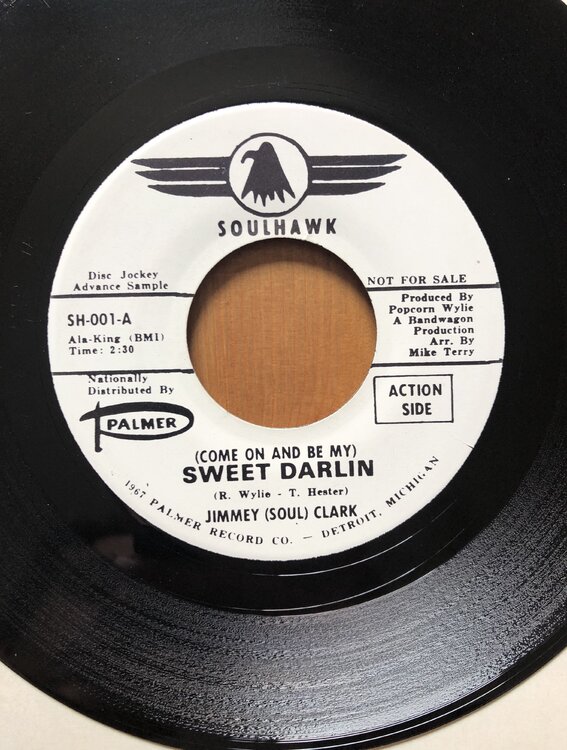 SOULHAWK
Disc Jockey
Advance Sample
NOT FOR SALE
SH-001-A
Ala-King (BMI)
Time: 2:30
Produced By
Popcorn Wylie
A Bandwagon
Production
Arr. By
Mike Terry
Nationally
Distributed By
PALMER
ACTION
SIDE
(COME ON AND BE MY)
SWEET DARLIN
(R. Wylie - T. Hester)
JIMMEY (SOUL) CLARK
1967 PALMER RECORD CO. — DETROIT, MICHIGAN